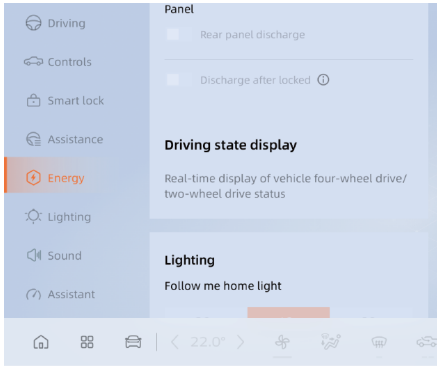 Driving
Controls
Smart lock
Assistance
Energy
Lighting
Sound
Assistant
Panel
Rear panel discharge
Discharge after locked
Driving state display
Real-time display of vehicle four-wheel drive/
two-wheel drive status
Lighting
Follow me home light
22.0°